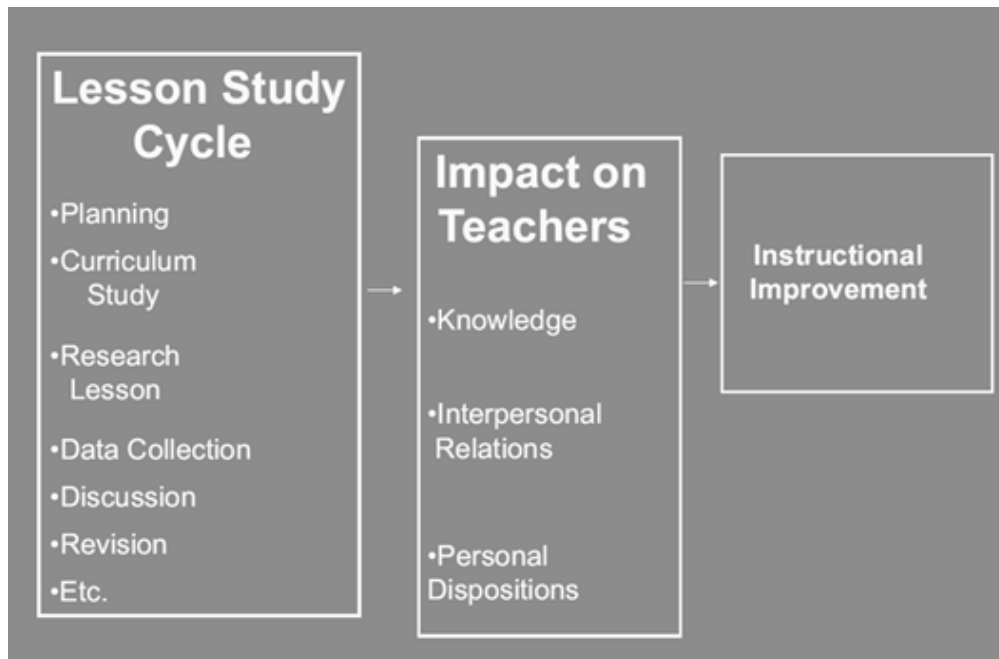 Lesson Study
Cycle
•Planning
•Curriculum
Study
•Research
Lesson
•Data Collection
•Discussion
•Revision
•Etc.
Impact on
Teachers
•Knowledge
•Interpersonal
Relations
•Personal
Dispositions
Instructional
Improvement